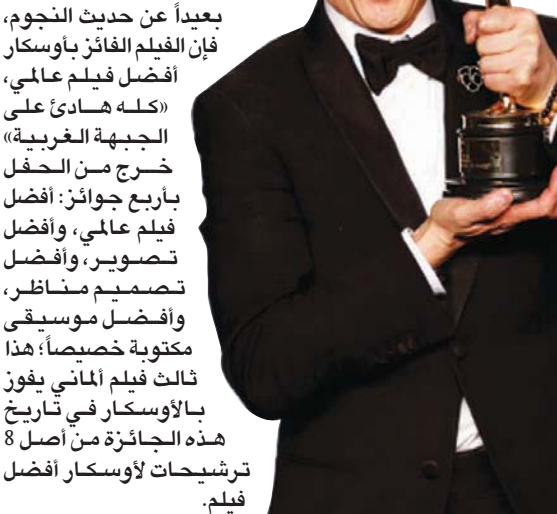 بعيداً عن حديث النجوم،
فإن الفيلم الفائز بأوسكار
أفضل فيلم عالمي،
«كله هادئ على
الجبهة الغربية»
خرج من الحفل
بأربع جوائز: أفضل
فيلم عالمي، وأفضل
تصوير، وأفضل
تصميم مناظر،
وأفضل موسيقى
مكتوبة خصيصاً؛ هذا
ثالث فيلم ألماني يفوز
بالأوسكار في تاريخ
هذه الجائزة من أصل 8
ترشيحات لأوسكار أفضل
فيلم.